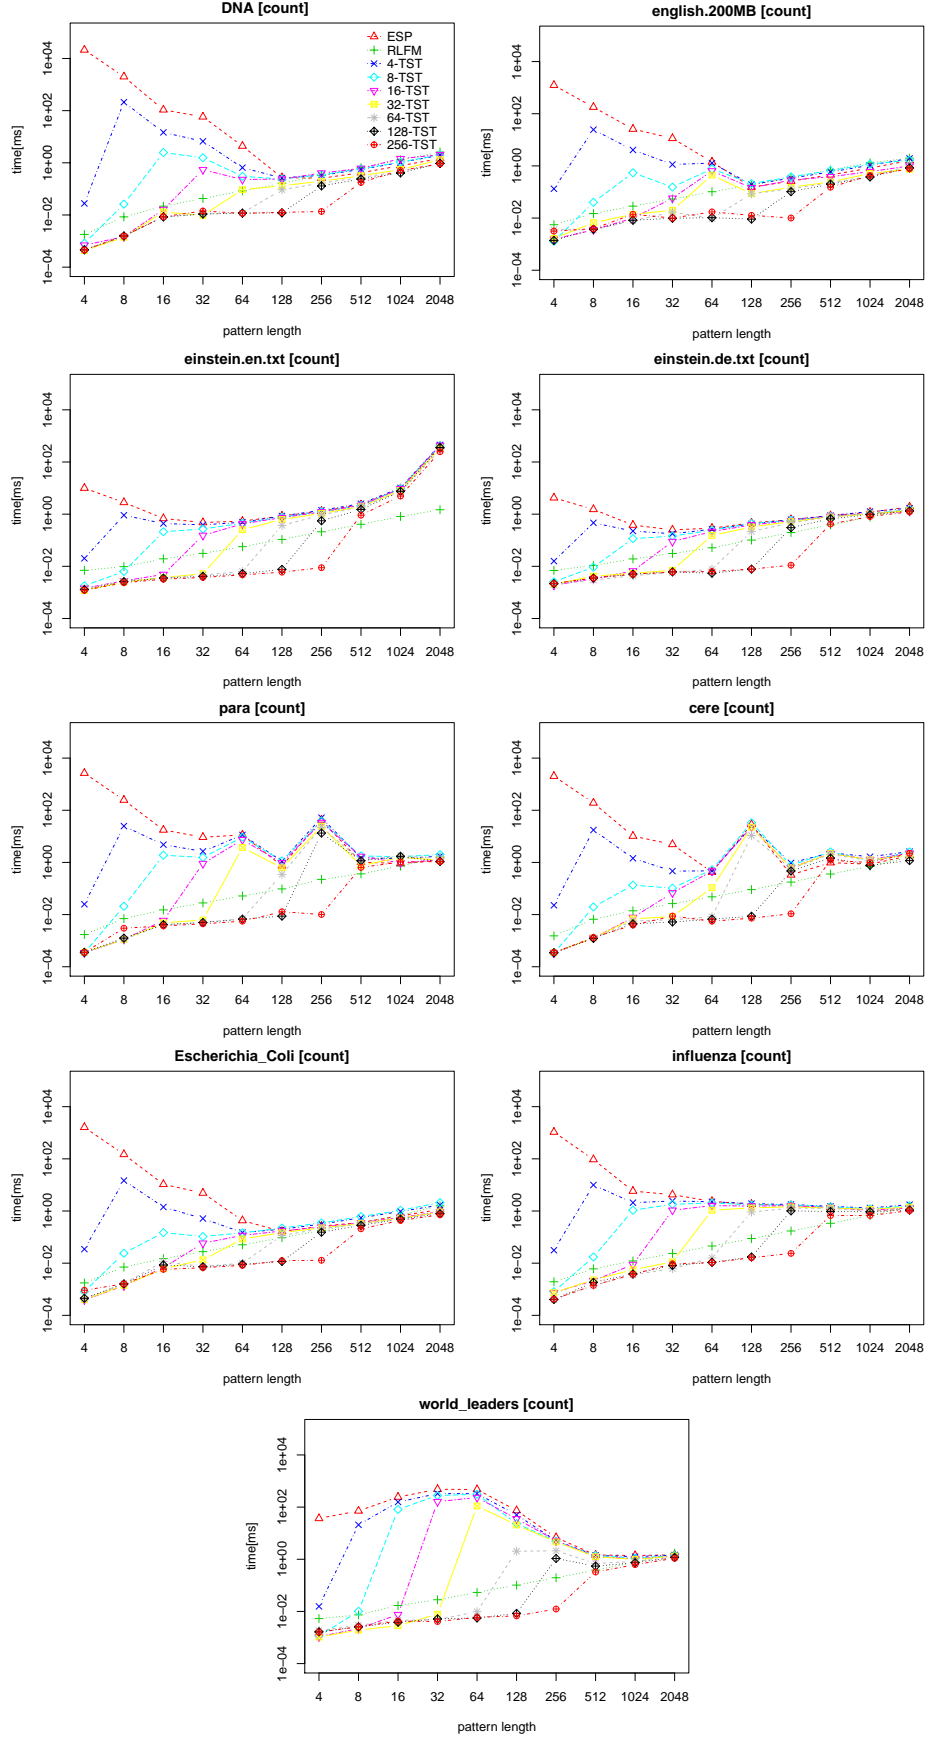 DNA [count]
time[ms]
1e+04
1e+02
1e+00
1e-02
1e-04
ESP
RLFM
4-TST
8-TST
16-TST
32-TST
64-TST
128-TST
256-TST
4 8 16 32 64 128 256 512 1024 2048
pattern length
english.200MB [count]
time[ms]
1e+04
1e+02
1e+00
1e-02
1e-04
4 8 16 32 64 128 256 512 1024 2048
pattern length
einstein.en.txt [count]
time[ms]
1e+04
1e+02
1e+00
1e-02
1e-04
4 8 16 32 64 128 256 512 1024 2048
pattern length
einstein.de.txt [count]
time[ms]
1e+04
1e+02
1e+00
1e-02
1e-04
4 8 16 32 64 128 256 512 1024 2048
pattern length
para [count]
time[ms]
1e+04
1e+02
1e+00
1e-02
1e-04
4 8 16 32 64 128 256 512 1024 2048
pattern length
cere [count]
time[ms]
1e+04
1e+02
1e+00
1e-02
1e-04
4 8 16 32 64 128 256 512 1024 2048
pattern length
Escherichia_Coli [count]
time[ms]
1e+04
1e+02
1e+00
1e-02
1e-04
4 8 16 32 64 128 256 512 1024 2048
pattern length
influenza [count]
time[ms]
1e+04
1e+02
1e+00
1e-02
1e-04
4 8 16 32 64 128 256 512 1024 2048
pattern length
world_leaders [count]
time[ms]
1e+04
1e+02
1e+00
1e-02
1e-04
4 8 16 32 64 128 256 512 1024 2048
pattern length